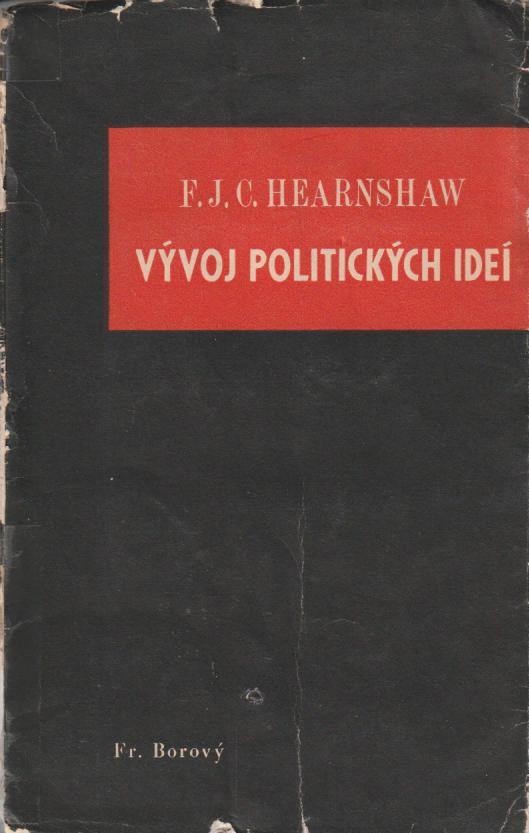 F. J. C. HEARNSHAW
VÝVOJ POLITICKÝCH IDEÍ
Fr. Borový